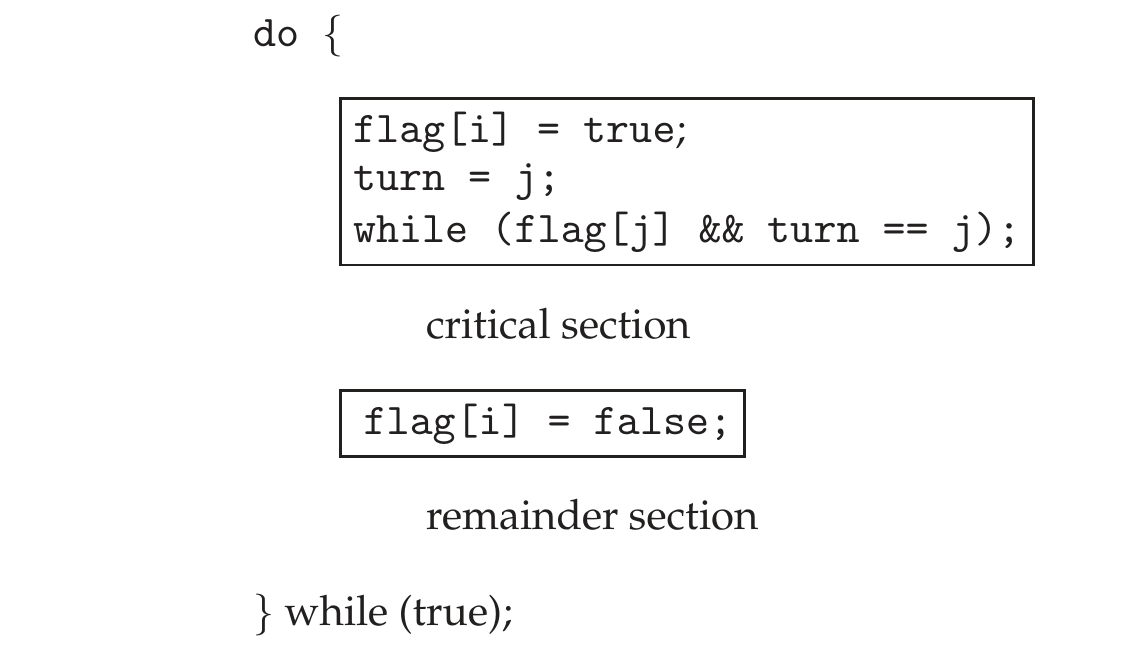 do {
flag[i] = true;
turn = j;
while (flag[j] && turn == j);
critical section
flag[i] = false;
remainder section
} while (true);